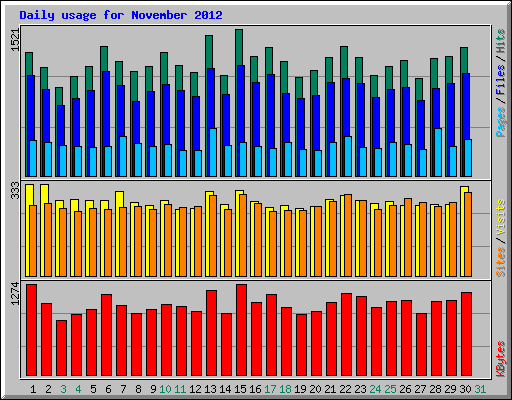 Daily usage for November 2012
1521
Pages / Files / Hits
333
Sites / Visits
1274
KBytes
1 2 3 4 5 6 7 8 9 10 11 12 13 14 15 16 17 18 19 20 21 22 23 24 25 26 27 28 29 30 31